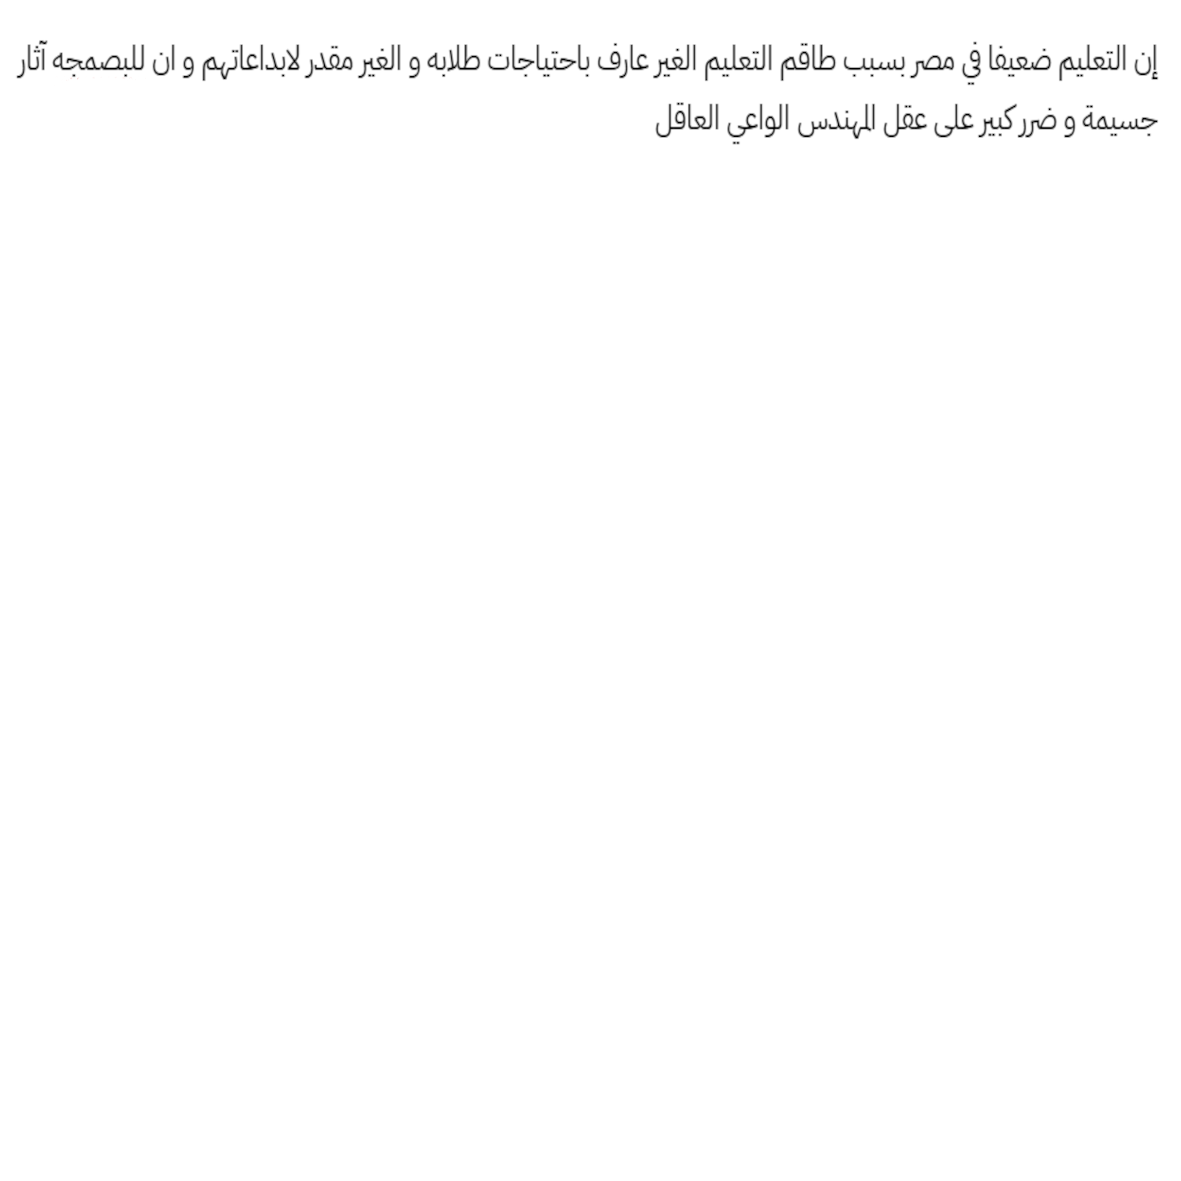 إن التعليم ضعيفا في مصر بسبب طاقم التعليم الغير عارف باحتياجات طلابه و الغير مقدر لابداعاتهم و ان للبصمجه آثار
جسيمة و ضرر كبير على عقل المهندس الواعي العاقل